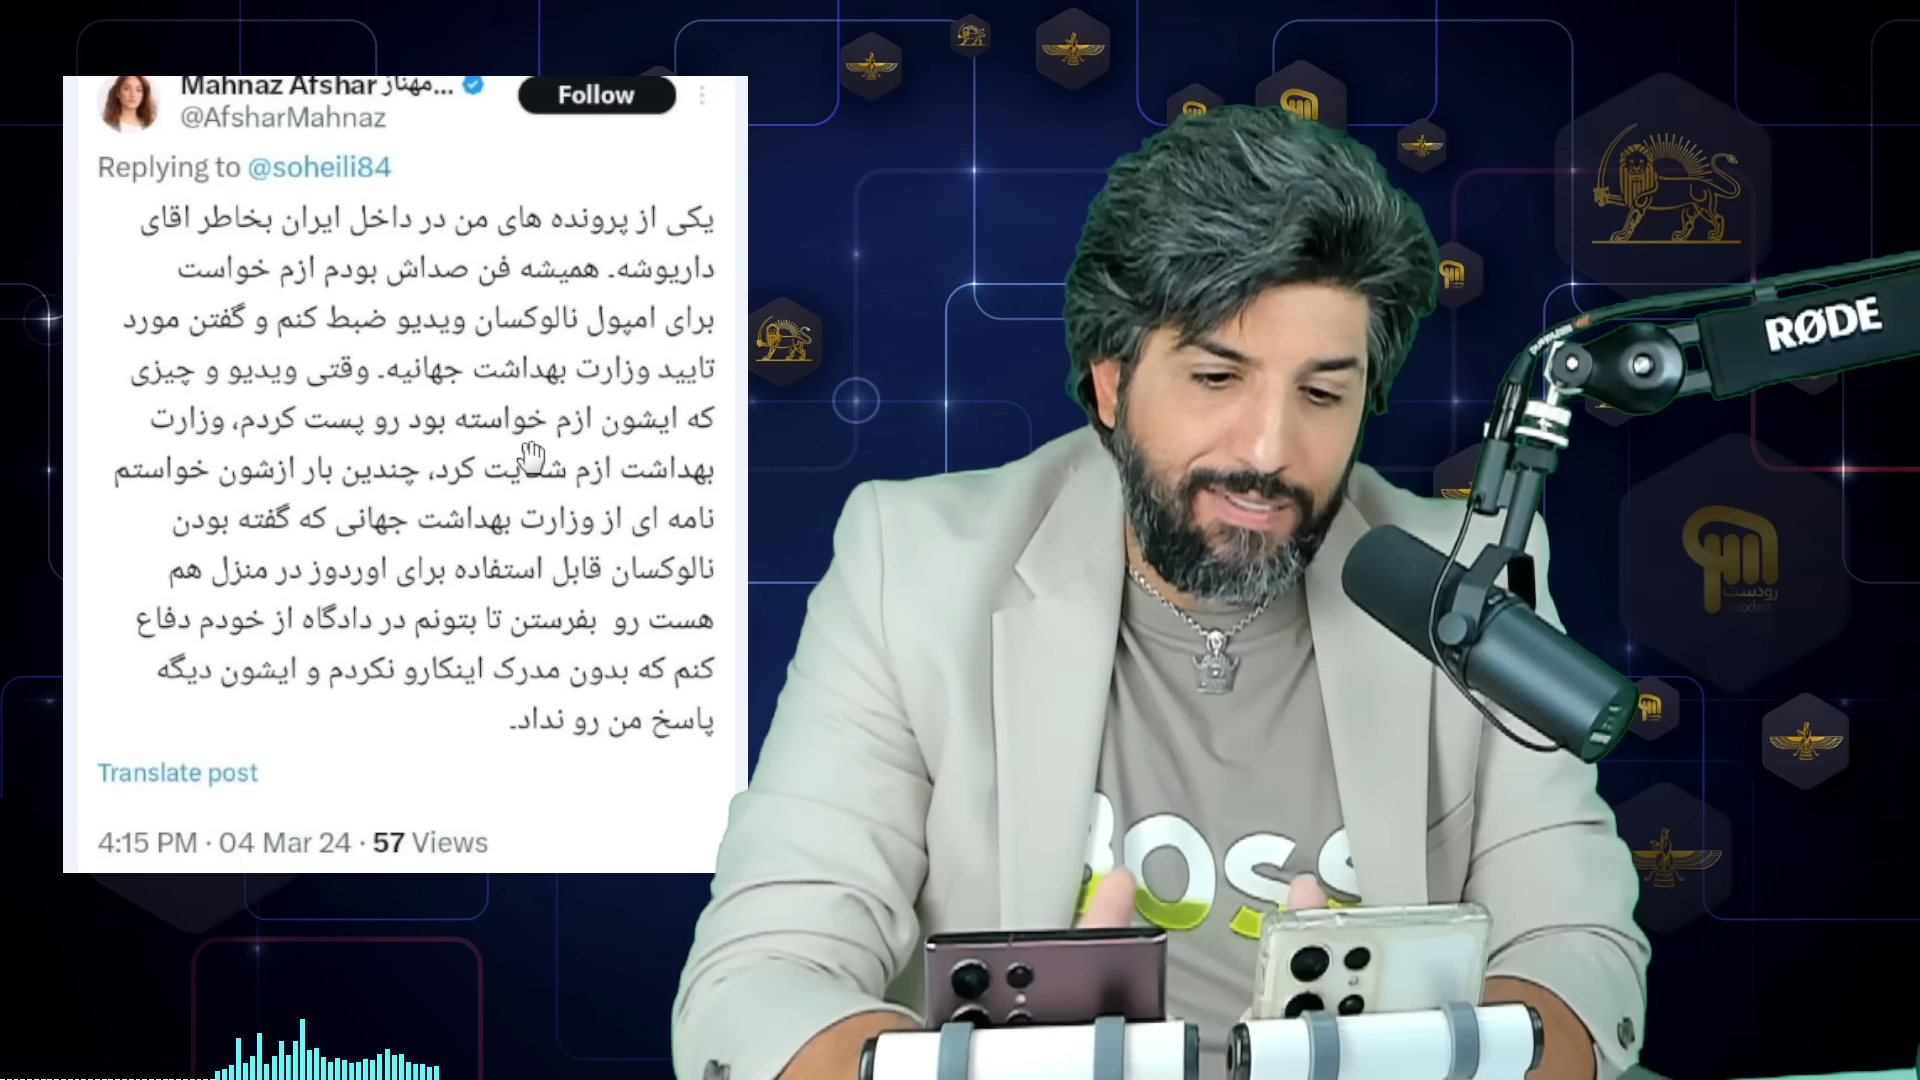 Mahnaz Afshar مهناز...
@AfsharMahnaz
Follow
Replying to @soheili84
یکی از پرونده های من در داخل ایران بخاطر اقای
داریوشه۔ همیشه فن صداش بودم ازم خواست
برای امپول نالوکسان ویدیو ضبط کنم و گفتن مورد
تایید وزارت بهداشت جهانیه۔ وقتی ویدیو و چیزی
که ایشون ازم خواسته بود رو پست کردم، وزارت
بهداشت ازم شکایت کرد، چندین بار ازشون خواستم
نامه ای از وزارت بهداشت جهانی که گفته بودن
نالوکسان قابل استفاده برای اوردوز در منزل هم
هست رو بفرستن تا بتونم در دادگاه از خودم دفاع
کنم که بدون مدرک اینکارو نکردم و ایشون دیگه
پاسخ من رو نداد۔
Translate post
4:15 PM · 04 Mar 24 · 57 Views
RØDE
رودست
BOSS